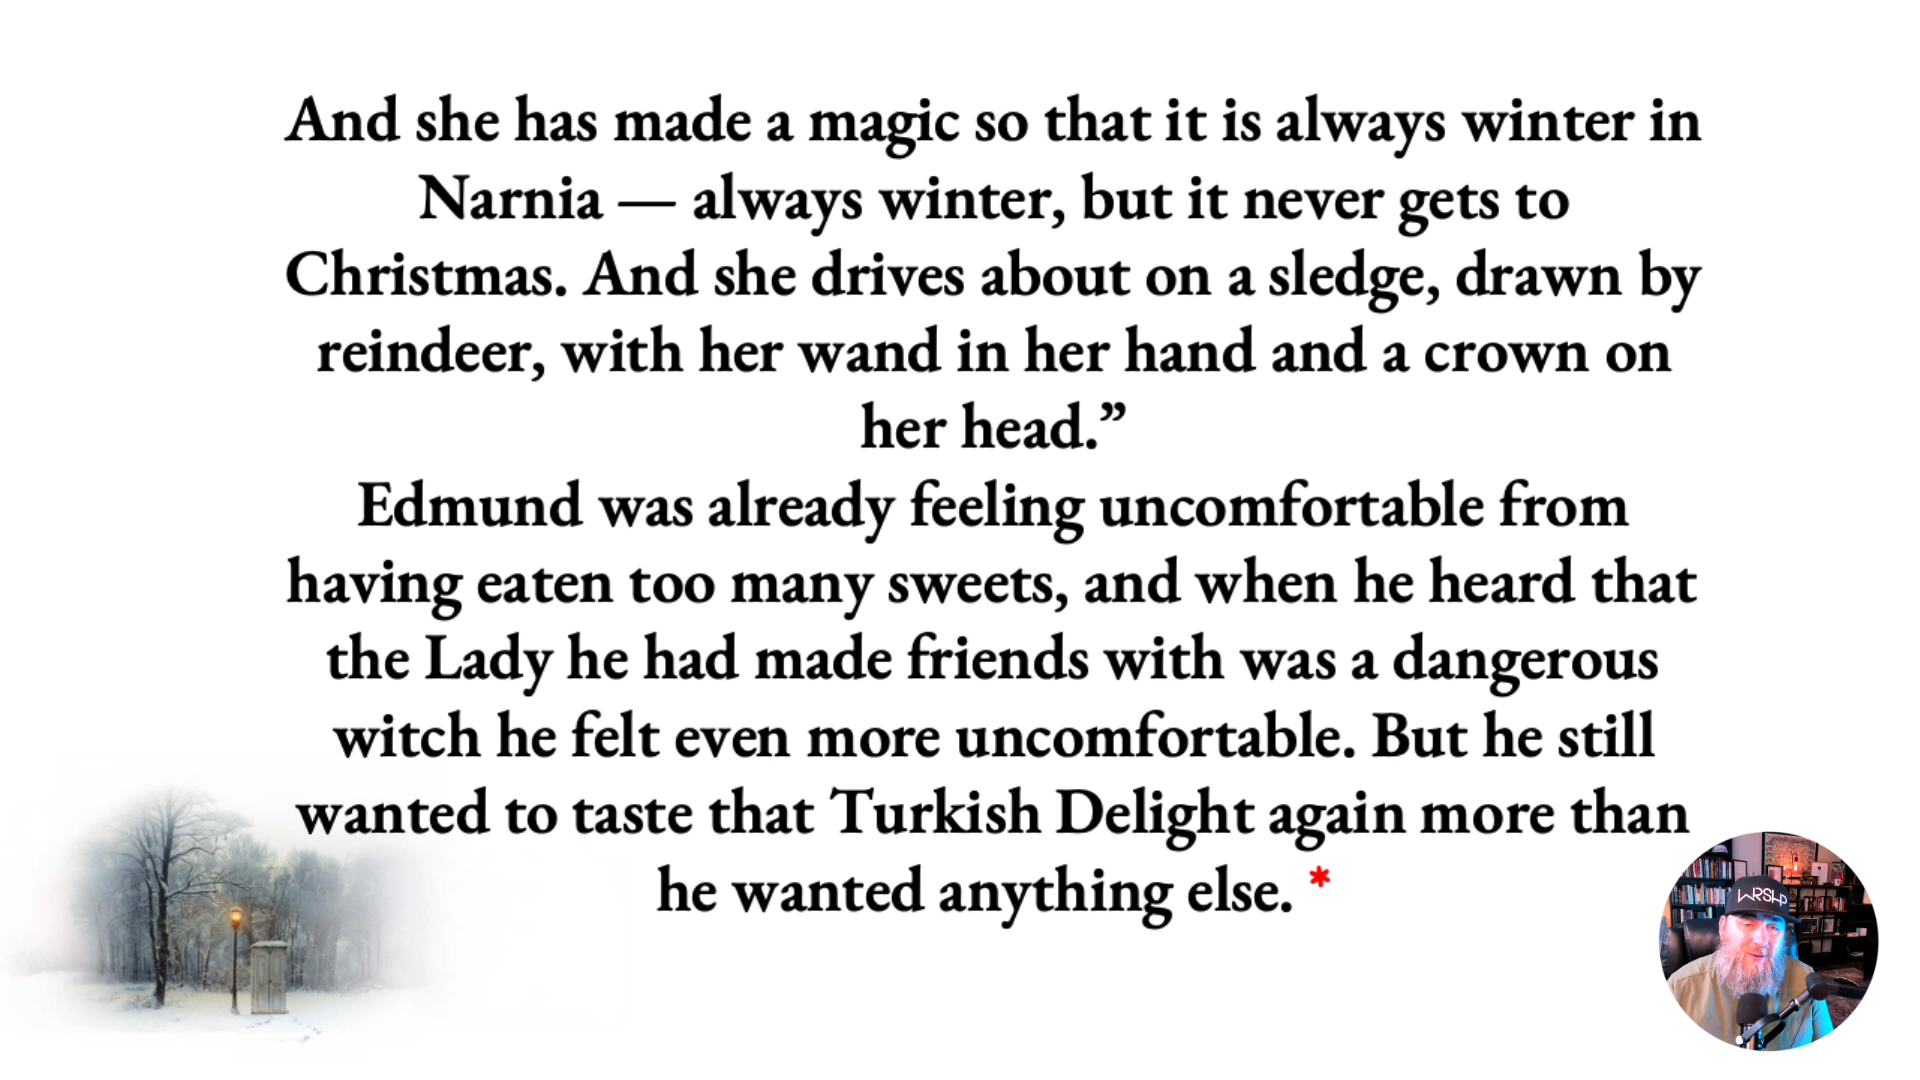 And she has made a magic so that it is always winter in
Narnia — always winter, but it never gets to
Christmas. And she drives about on a sledge, drawn by
reindeer, with her wand in her hand and a crown on
her head.”
Edmund was already feeling uncomfortable from
having eaten too many sweets, and when he heard that
the Lady he had made friends with was a dangerous
witch he felt even more uncomfortable. But he still
wanted to taste that Turkish Delight again more than
he wanted anything else. *
WRSHP